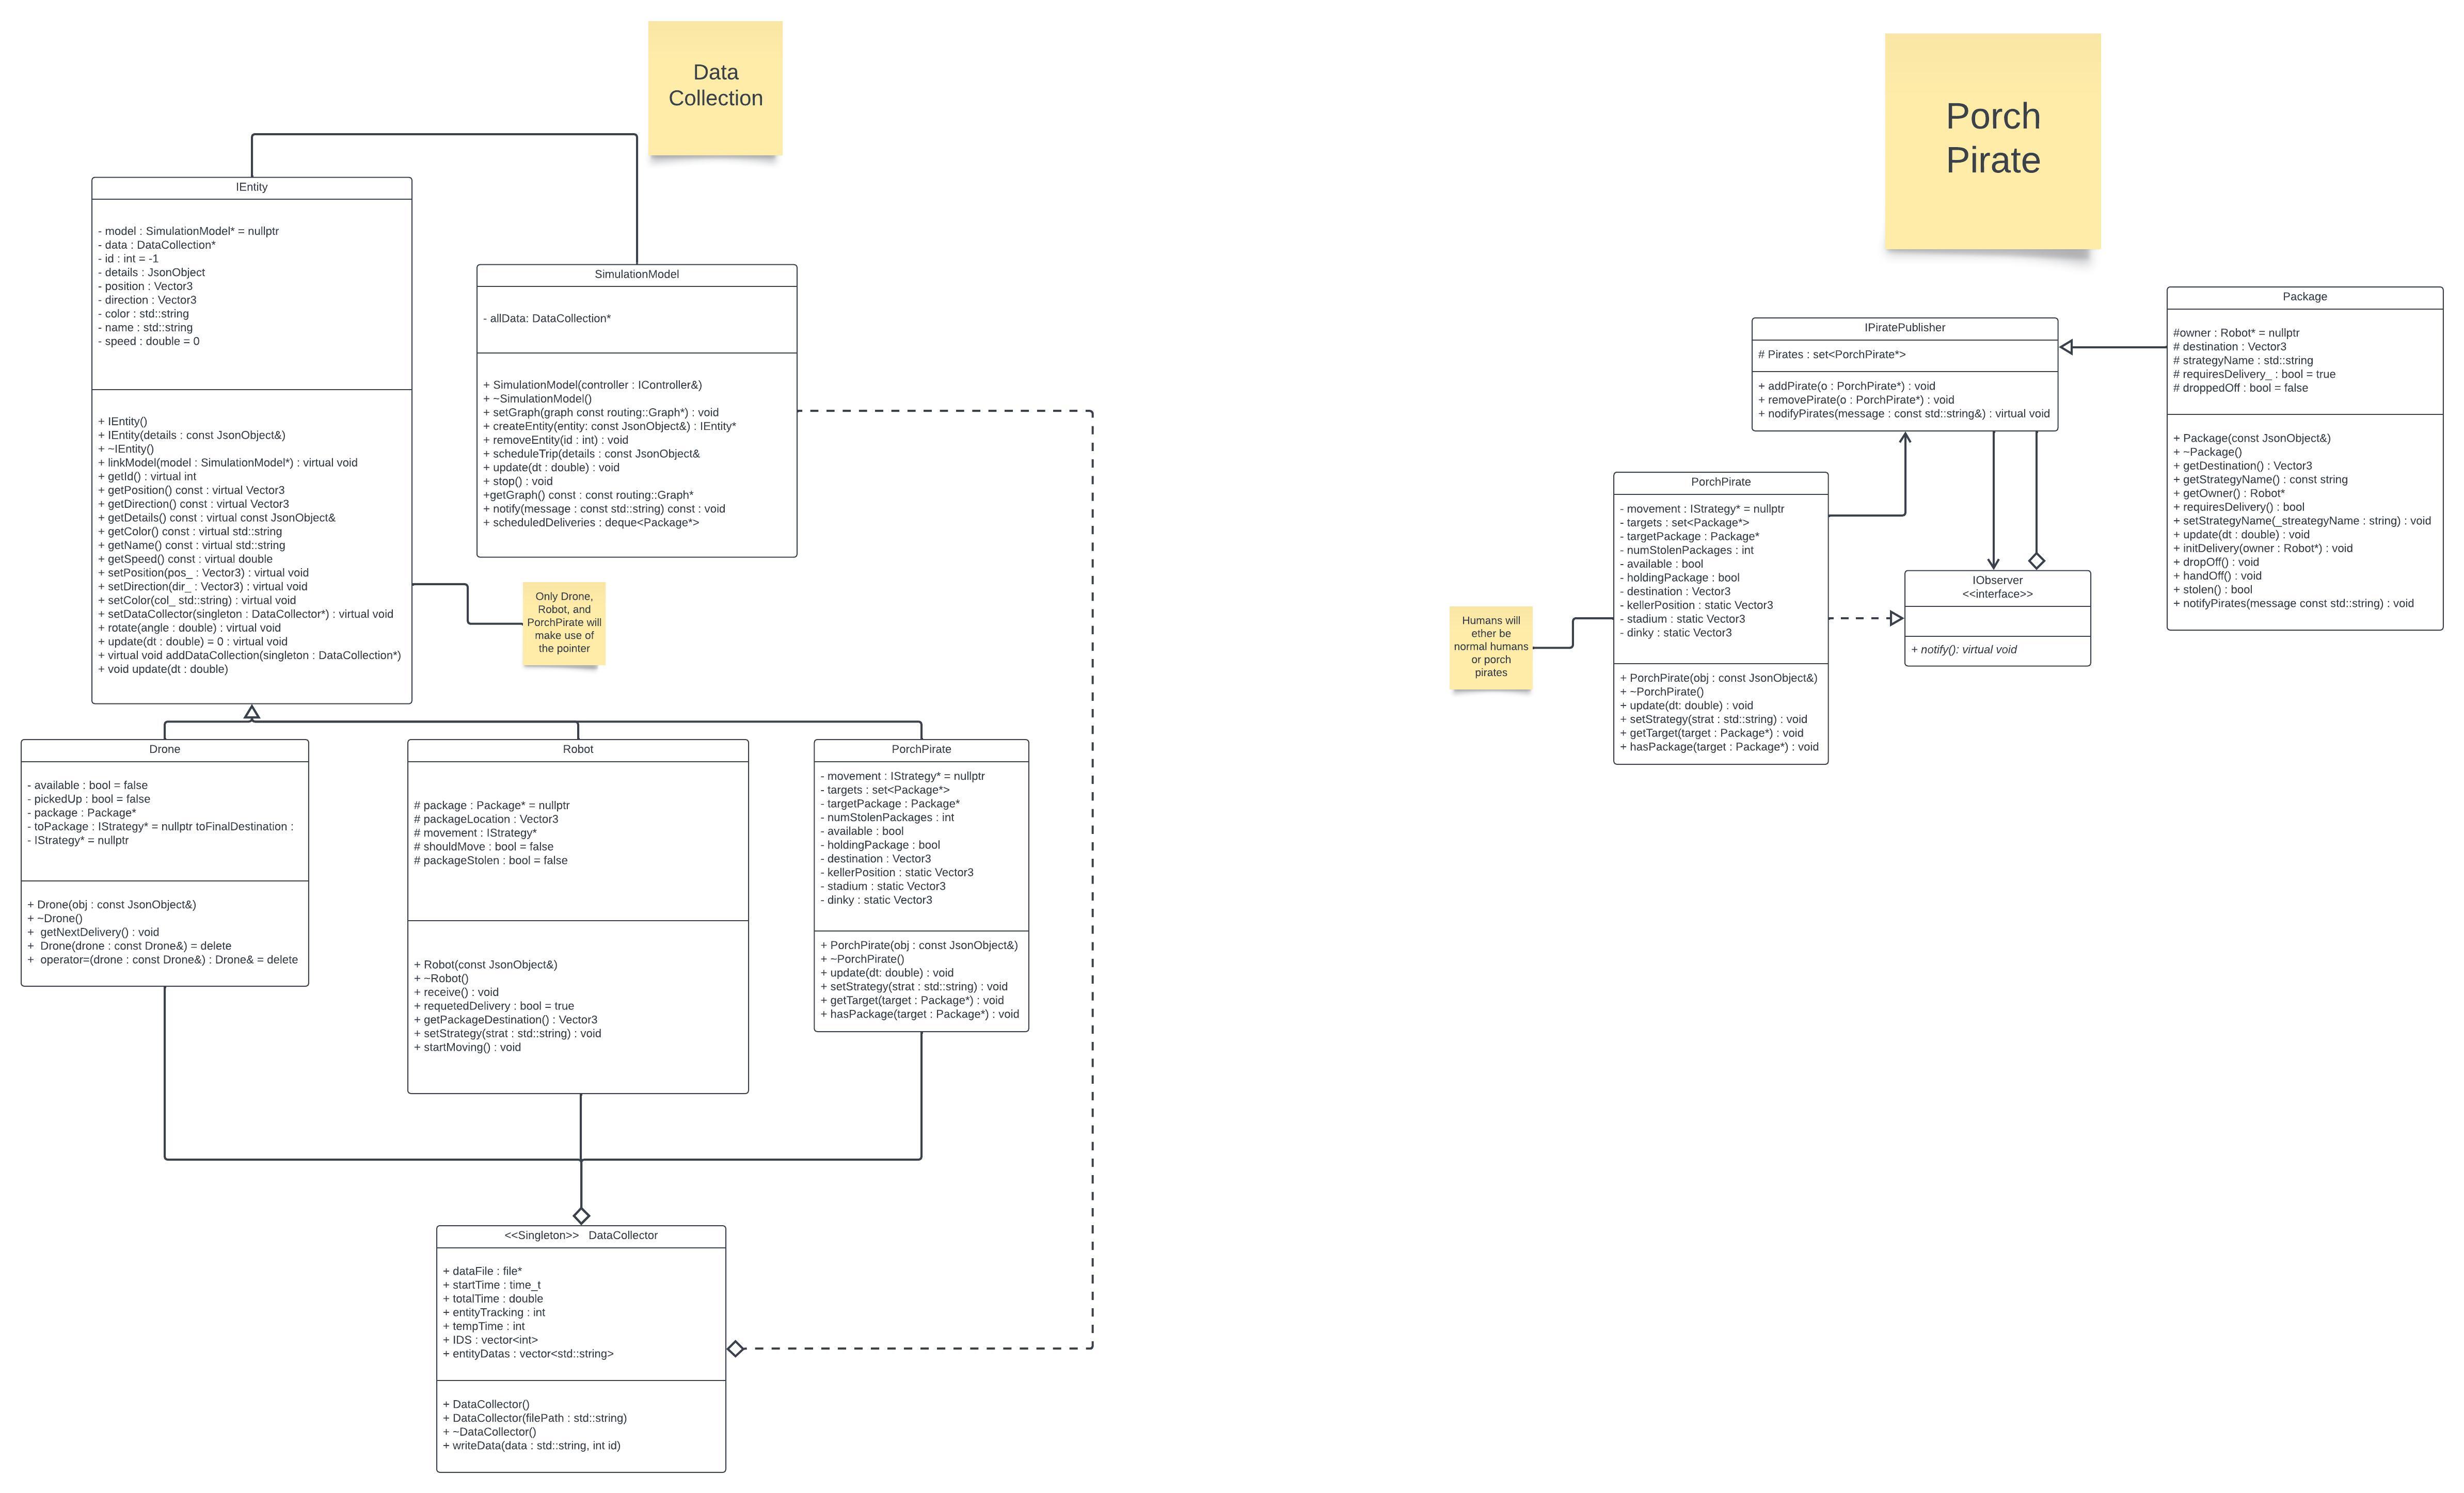 Data
Collection
IEntity
- model : SimulationModel* = nullptr
- data : DataCollection*
- id : int = -1
- details : JsonObject
- position : Vector3
- direction : Vector3
- color : std::string
- name : std::string
- speed : double = 0
+ IEntity()
+ IEntity(details : const JsonObject&)
+ ~IEntity()
+ linkModel(model : SimulationModel*) : virtual void
+ getId() : virtual int
+ getPosition() const : virtual Vector3
+ getDirection() const : virtual Vector3
+ getDetails() const : virtual const JsonObject&
+ getColor() const : virtual std::string
+ getName() const : virtual std::string
+ getSpeed() const : virtual double
+ setPosition(pos_ : Vector3) : virtual void
+ setDirection(dir_ : Vector3) : virtual void
+ setColor(col_ std::string) : virtual void
+ setDataCollector(singleton : DataCollector*) : virtual void
+ rotate(angle : double) : virtual void
+ update(dt : double) = 0 : virtual void
+ virtual void addDataCollection(singleton : DataCollection*)
+ void update(dt : double)
SimulationModel
- allData: DataCollection*
+ SimulationModel(controller : IController&)
+ ~SimulationModel()
+ setGraph(graph const routing::Graph*) : void
+ createEntity(entity: const JsonObject&) : IEntity*
+ removeEntity(id : int) : void
+ scheduleTrip(details : const JsonObject&
+ update(dt : double) : void
+ stop() : void
+getGraph() const : const routing::Graph*
+ notify(message : const std::string) const : void
+ scheduledDeliveries : deque<Package*>
Only Drone,
Robot, and
PorchPirate will
make use of
the pointer
Drone
- available : bool = false
- pickedUp : bool = false
- package : Package*
- toPackage : IStrategy* = nullptr toFinalDestination :
- IStrategy* = nullptr
+ Drone(obj : const JsonObject&)
+ ~Drone()
+  getNextDelivery() : void
+  Drone(drone : const Drone&) = delete
+  operator=(drone : const Drone&) : Drone& = delete
Robot
# package : Package* = nullptr
# packageLocation : Vector3
# movement : IStrategy*
# shouldMove : bool = false
# packageStolen : bool = false
+ Robot(const JsonObject&)
+ ~Robot()
+ receive() : void
+ requetedDelivery : bool = true
+ getPackageDestination() : Vector3
+ setStrategy(strat : std::string) : void
+ startMoving() : void
PorchPirate
- movement : IStrategy* = nullptr
- targets : set<Package*>
- targetPackage : Package*
- numStolenPackages : int
- available : bool
- holdingPackage : bool
- destination : Vector3
- kellerPosition : static Vector3
- stadium : static Vector3
- dinky : static Vector3
+ PorchPirate(obj : const JsonObject&)
+ ~PorchPirate()
+ update(dt: double) : void
+ setStrategy(strat : std::string) : void
+ getTarget(target : Package*) : void
+ hasPackage(target : Package*) : void
<<Singleton>>   DataCollector
+ dataFile : file*
+ startTime : time_t
+ totalTime : double
+ entityTracking : int
+ tempTime : int
+ IDS : vector<int>
+ entityDatas : vector<std::string>
+ DataCollector()
+ DataCollector(filePath : std::string)
+ ~DataCollector()
+ writeData(data : std::string, int id)
Porch
Pirate
IPiratePublisher
# Pirates : set<PorchPirate*>
+ addPirate(o : PorchPirate*) : void
+ removePirate(o : PorchPirate*) : void
+ nodifyPirates(message : const std::string&) : virtual void
Package
#owner : Robot* = nullptr
# destination : Vector3
# strategyName : std::string
# requiresDelivery_ : bool = true
# droppedOff : bool = false
+ Package(const JsonObject&)
+ ~Package()
+ getDestination() : Vector3
+ getStrategyName() : const string
+ getOwner() : Robot*
+ requiresDelivery() : bool
+ setStrategyName(_streategyName : string) : void
+ update(dt : double) : void
+ initDelivery(owner : Robot*) : void
+ dropOff() : void
+ handOff() : void
+ stolen() : bool
+ notifyPirates(message const std::string) : void
PorchPirate
- movement : IStrategy* = nullptr
- targets : set<Package*>
- targetPackage : Package*
- numStolenPackages : int
- available : bool
- holdingPackage : bool
- destination : Vector3
- kellerPosition : static Vector3
- stadium : static Vector3
- dinky : static Vector3
+ PorchPirate(obj : const JsonObject&)
+ ~PorchPirate()
+ update(dt: double) : void
+ setStrategy(strat : std::string) : void
+ getTarget(target : Package*) : void
+ hasPackage(target : Package*) : void
IObserver
<<interface>>
+ notify(): virtual void
Humans will
ether be
normal humans
or porch
pirates